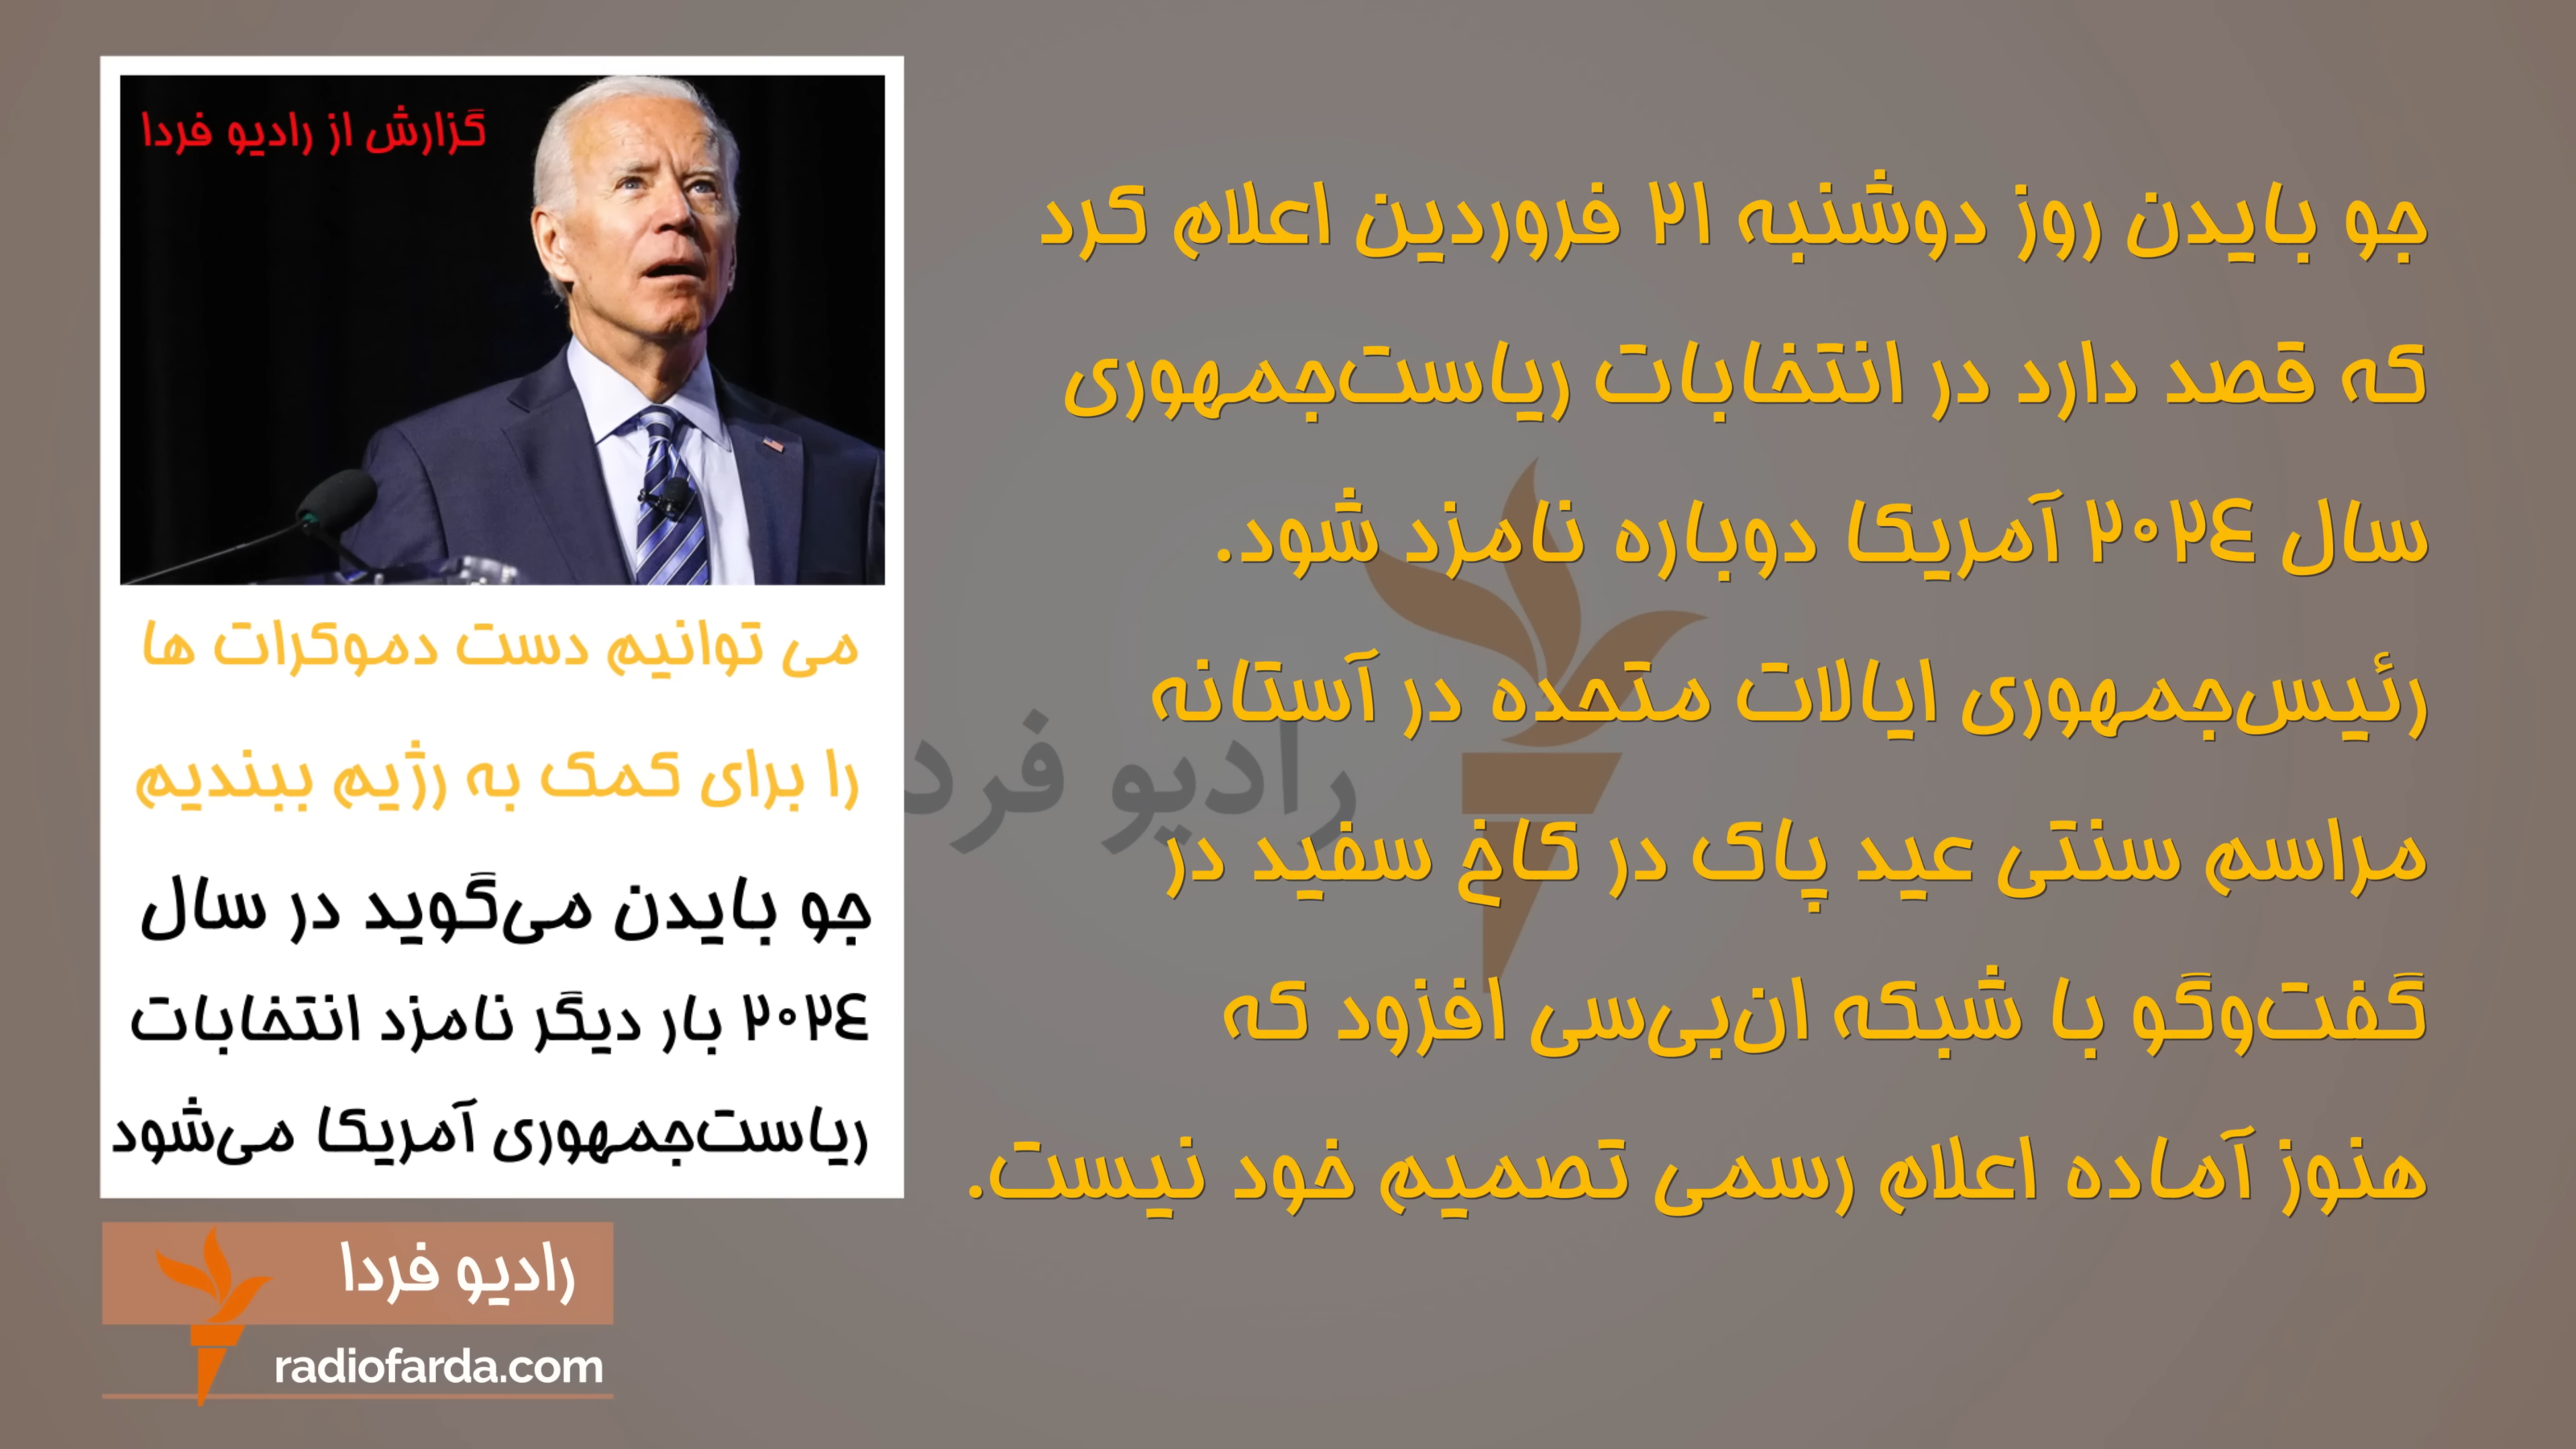 گزارش از رادیو فردا
جو بایدن روز دوشنبه ۲۱ فروردین اعلام کرد
که قصد دارد در انتخابات ریاست‌جمهوری
سال ۲۰۲٤ آمریکا دوباره نامزد شود.
رئیس‌جمهوری ایالات متحده در آستانه
مراسم سنتی عید پاک در کاخ سفید در
گفت‌وگو با شبکه ان‌بی‌سی افزود که
هنوز آماده اعلام رسمی تصمیم خود نیست.
می توانیم دست دموکرات ها
را برای کمک به رژیم ببندیم
جو بایدن می‌گوید در سال
۲۰۲٤ بار دیگر نامزد انتخابات
ریاست‌جمهوری آمریکا می‌شود
رادیو فرد
رادیو فردا
radiofarda.com